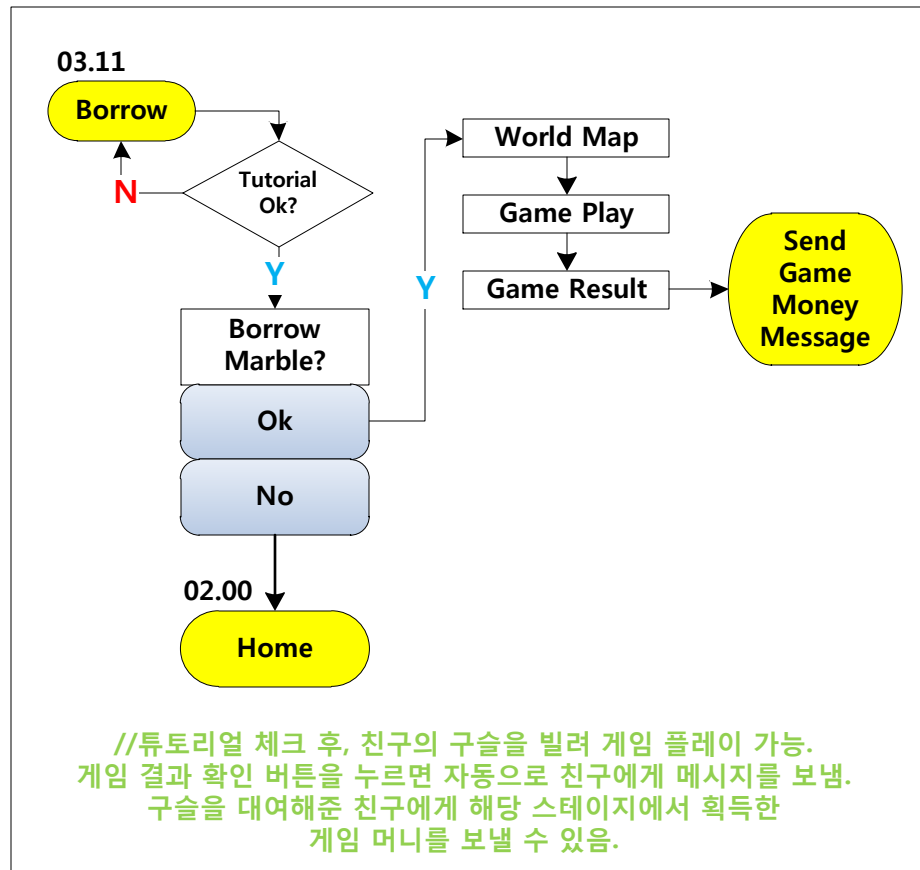 03.11
Borrow
Tutorial
Ok?
N
Y
Borrow
Marble?
Ok
No
02.00
Home
Y
World Map
Game Play
Game Result
Send
Game
Money
Message
//튜토리얼 체크 후, 친구의 구슬을 빌려 게임 플레이 가능.
게임 결과 확인 버튼을 누르면 자동으로 친구에게 메시지를 보냄.
구슬을 대여해준 친구에게 해당 스테이지에서 획득한
게임 머니를 보낼 수 있음.